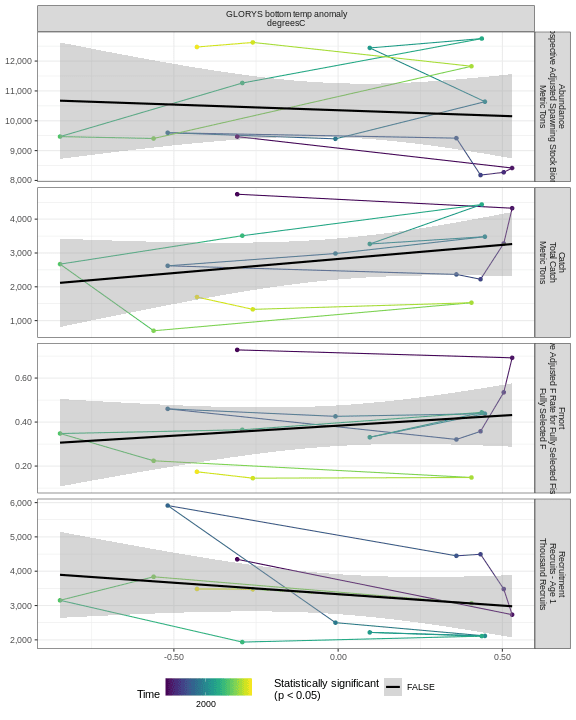 GLORYS bottom temp anomaly
degreesC
12,000
11,000
10,000
9,000
8,000
Abundance
Adjusted Spawning Stock
Metric Tons
4,000
3,000
2,000
1,000
Catch
Total Catch
Metric Tons
0.60
0.40
0.20
Fmort
Adjusted F Rate for Fully Selected
Fully Selected F
6,000
5,000
4,000
3,000
2,000
Recruitment
Recruits - Age 1
Thousand Recruits
-0.50
0.00
0.50
Time
2000
Statistically significant
(p < 0.05)
FALSE